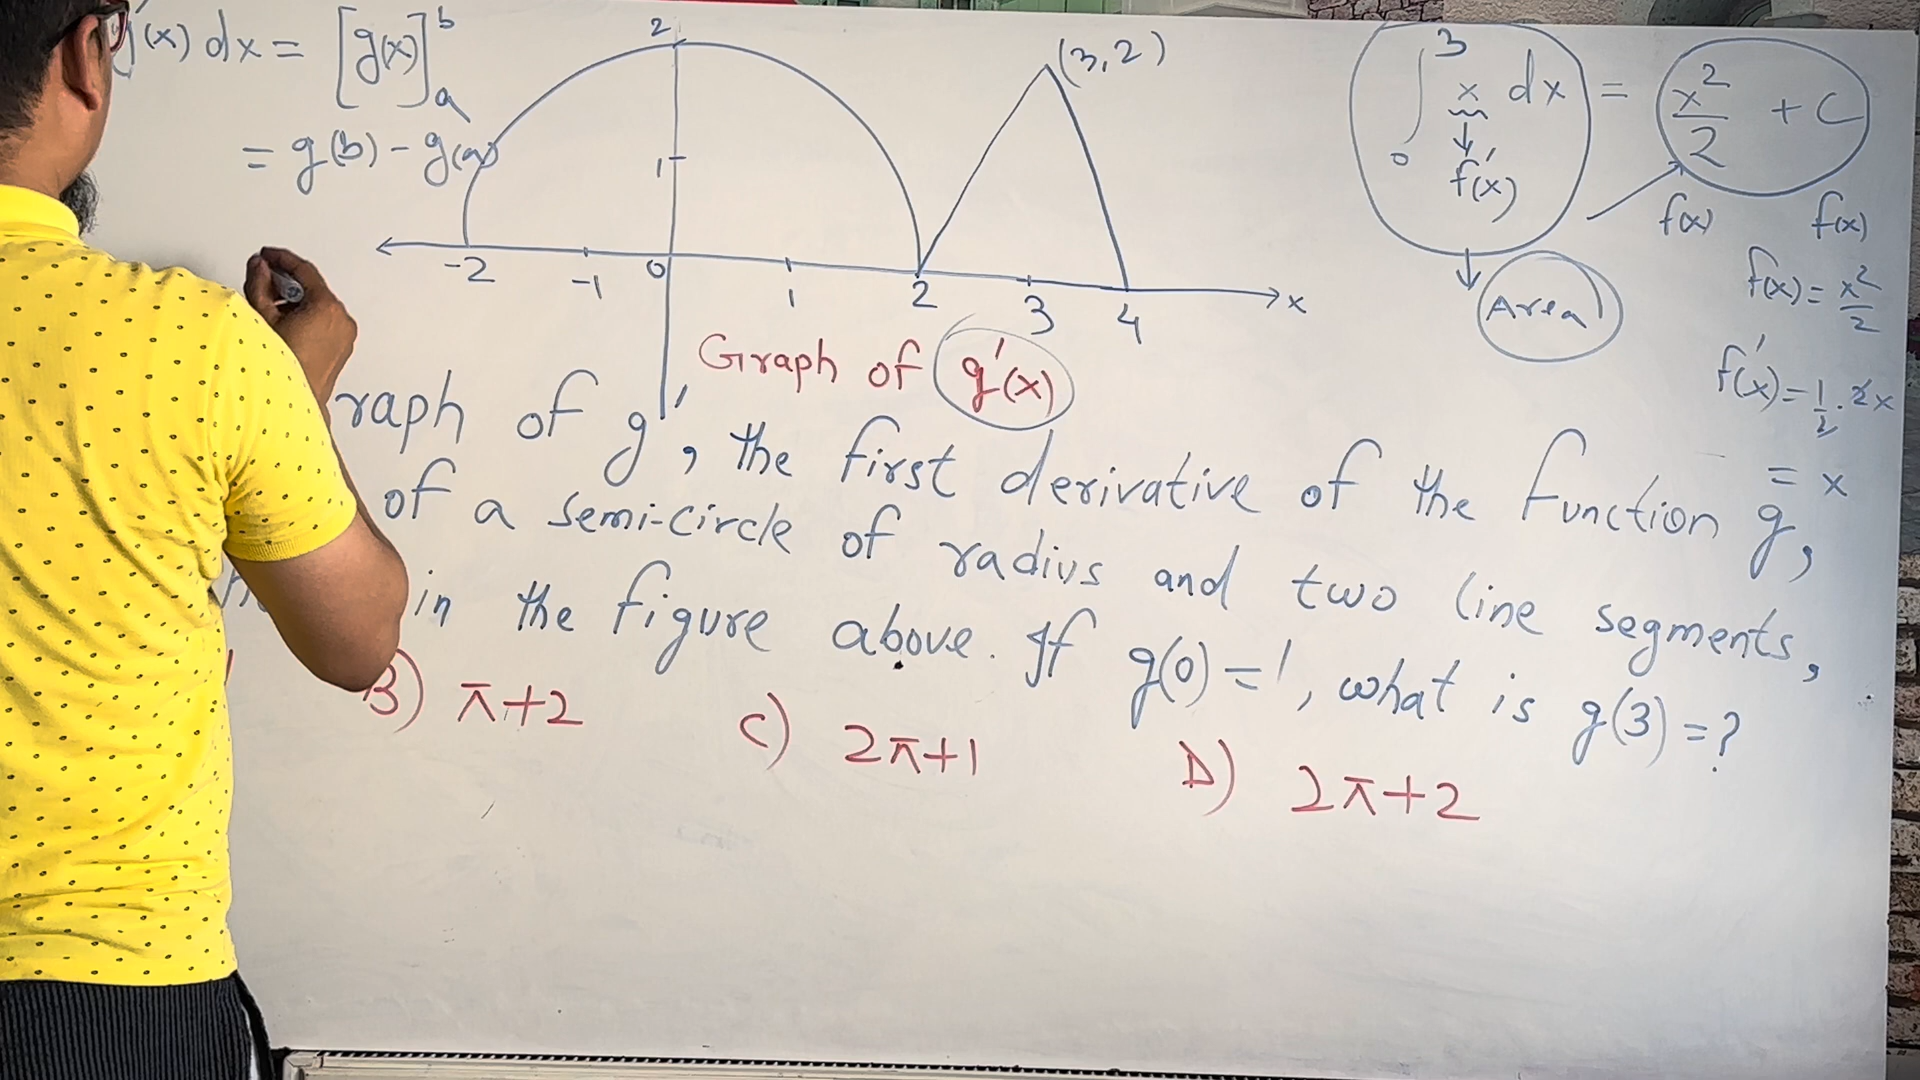 g'(x) dx = [g(x)]ᵇₐ
= g(b) - g(a)
2
1
(3,2)
-2 -1 0 1 2 3 4 x
Graph of g'(x)
∫₀³ x dx = x²/2 + C
f'(x)
f(x) f(x)
Area
f(x) = x²/2
f'(x) = 1/2 · 2x
= x
raph of g', the first derivative of the function g,
of a semi-circle of radius and two line segments,
in the figure above. If g(0) = 1, what is g(3) = ?
B) π+2 C) 2π+1 D) 2π+2